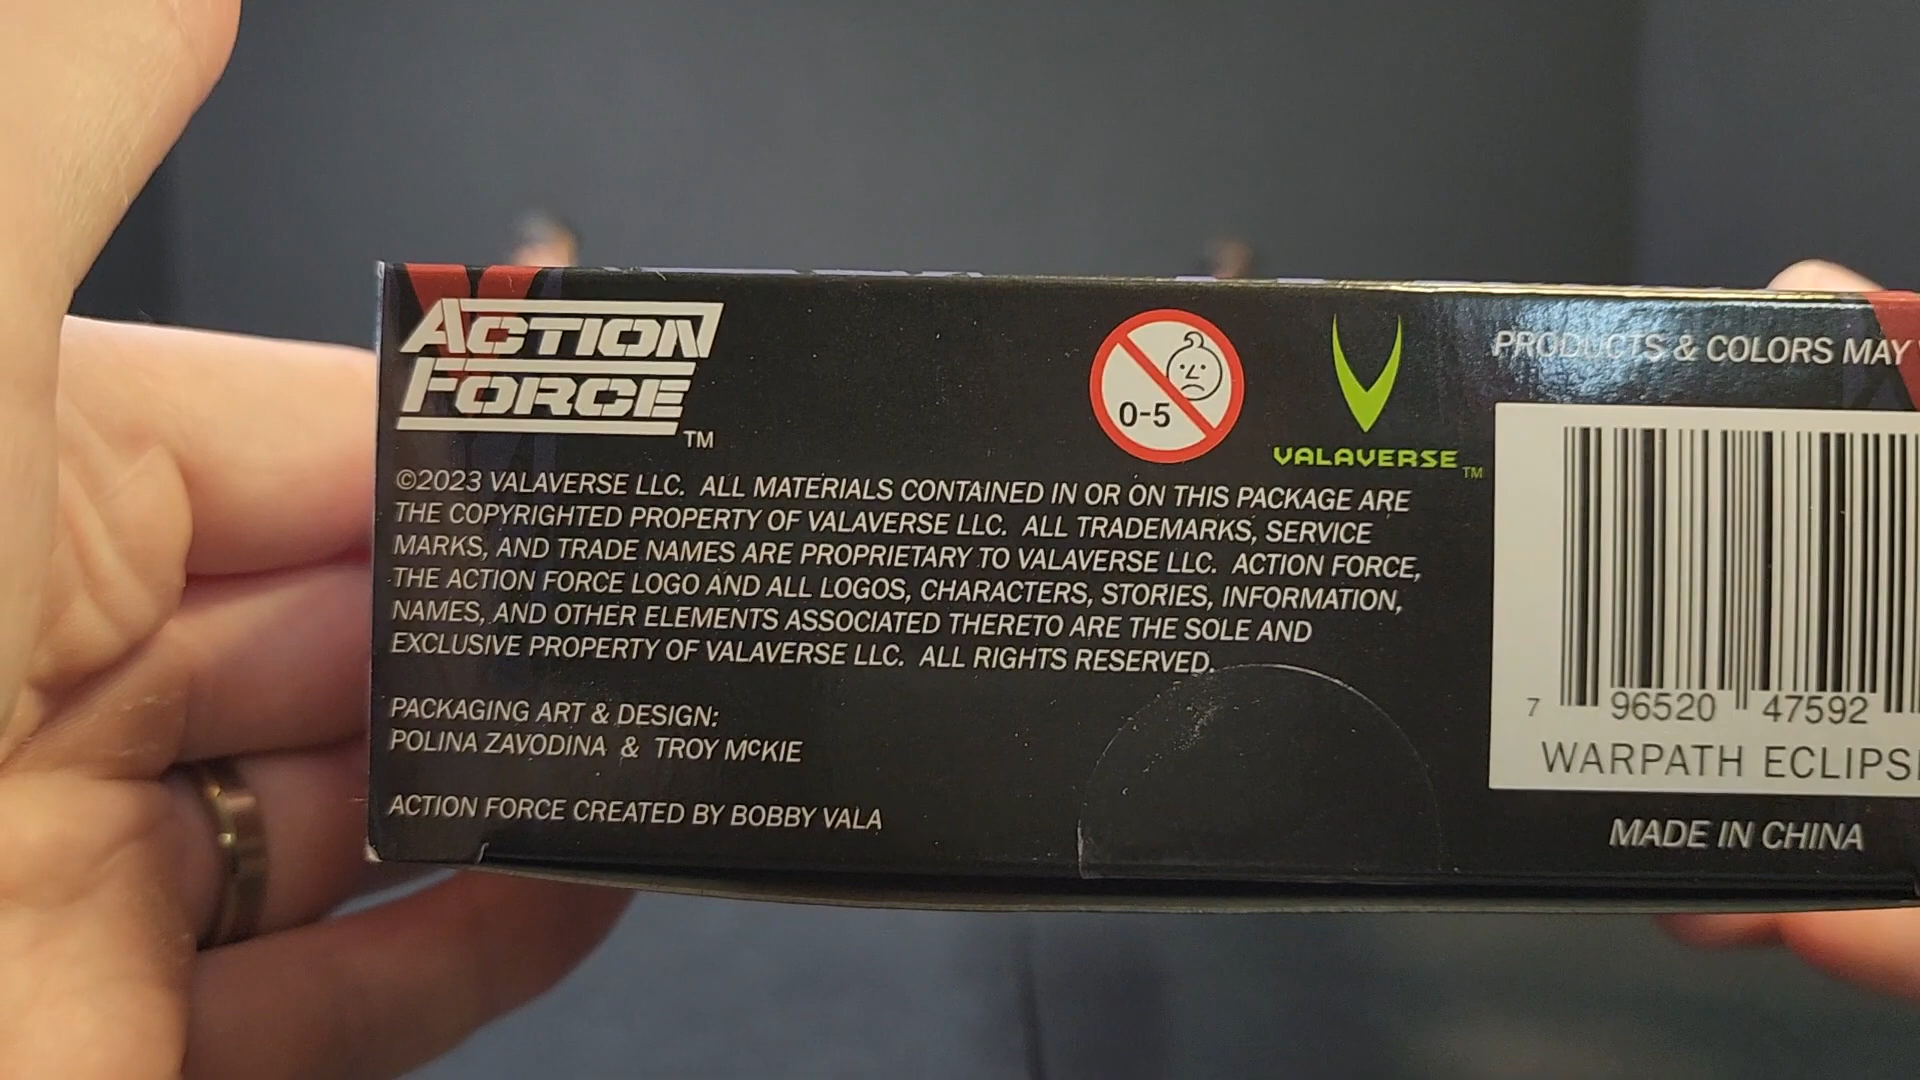 ACTION
FORCE
TM
0-5
VALAVERSE TM
PRODUCTS & COLORS MAY
©2023 VALAVERSE LLC. ALL MATERIALS CONTAINED IN OR ON THIS PACKAGE ARE
THE COPYRIGHTED PROPERTY OF VALAVERSE LLC. ALL TRADEMARKS, SERVICE
MARKS, AND TRADE NAMES ARE PROPRIETARY TO VALAVERSE LLC. ACTION FORCE,
THE ACTION FORCE LOGO AND ALL LOGOS, CHARACTERS, STORIES, INFORMATION,
NAMES, AND OTHER ELEMENTS ASSOCIATED THERETO ARE THE SOLE AND
EXCLUSIVE PROPERTY OF VALAVERSE LLC. ALL RIGHTS RESERVED.
PACKAGING ART & DESIGN:
POLINA ZAVODINA & TROY McKIE
ACTION FORCE CREATED BY BOBBY VALA
7 96520 47592
WARPATH ECLIPS
MADE IN CHINA